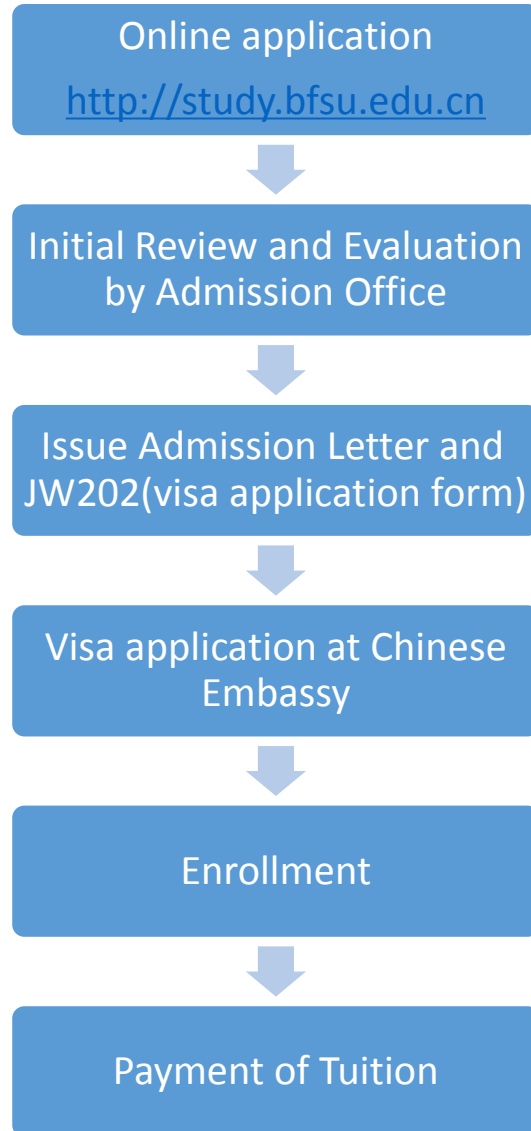 Online application
http://study.bfsu.edu.cn
Initial Review and Evaluation
by Admission Office
Issue Admission Letter and
JW202(visa application form)
Visa application at Chinese
Embassy
Enrollment
Payment of Tuition